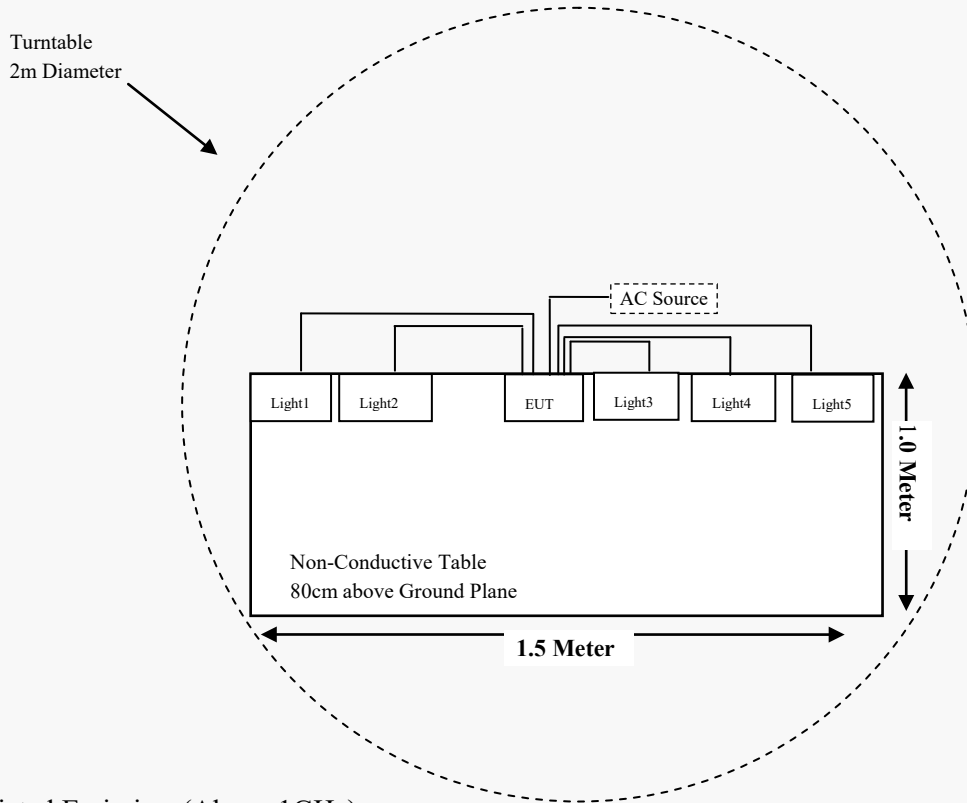 Turntable
2m Diameter
AC Source
Light1
Light2
EUT
Light3
Light4
Light5
1.0 Meter
Non-Conductive Table
80cm above Ground Plane
1.5 Meter